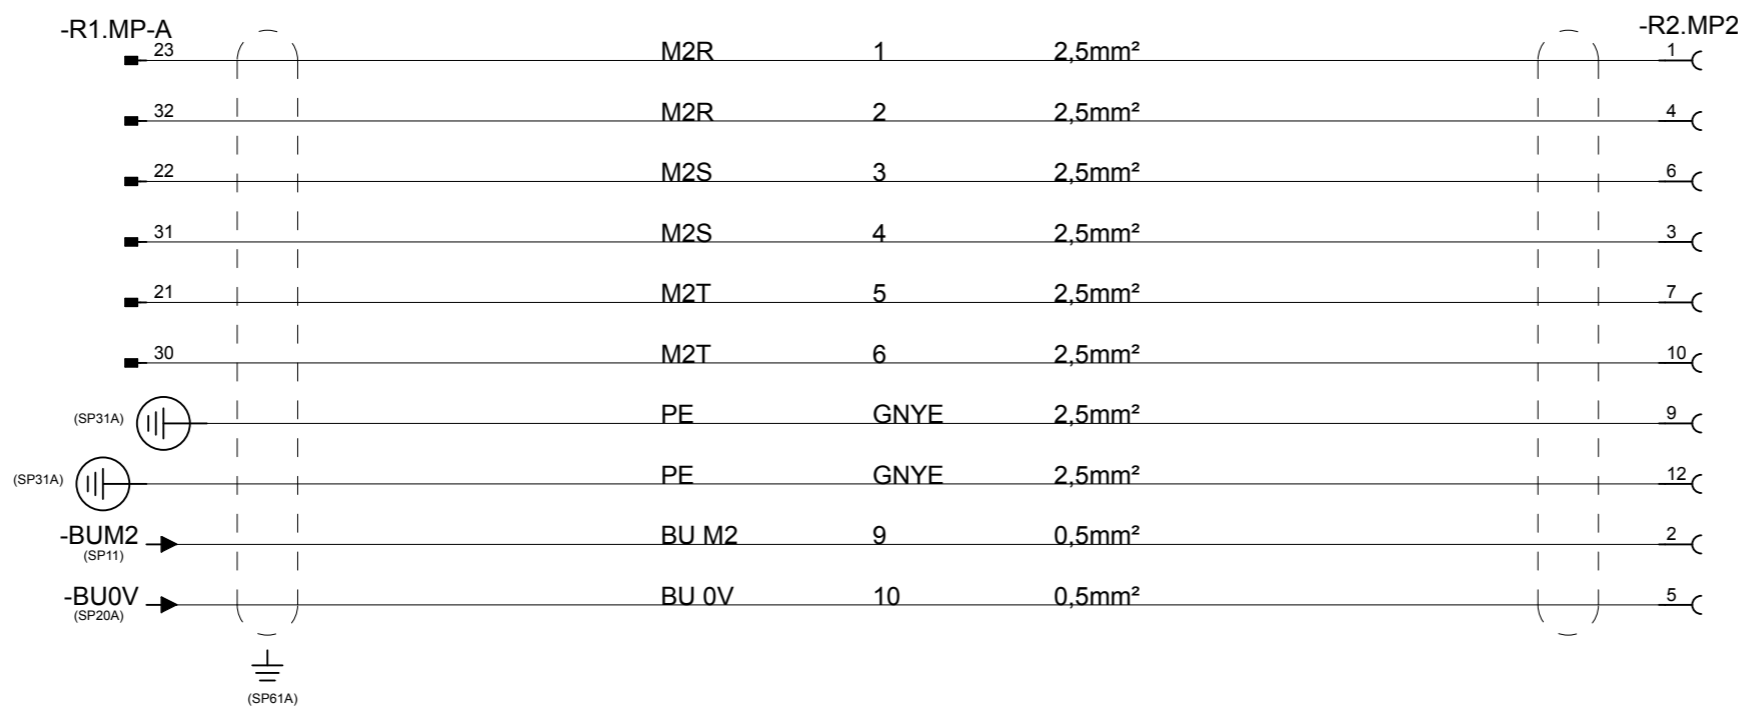 -R1.MP-A -R2.MP2
23 M2R 1 2,5mm² 1
32 M2R 2 2,5mm² 4
22 M2S 3 2,5mm² 6
31 M2S 4 2,5mm² 3
21 M2T 5 2,5mm² 7
30 M2T 6 2,5mm² 10
(SP31A) PE GNYE 2,5mm² 9
(SP31A) PE GNYE 2,5mm² 12
-BUM2 BU M2 9 0,5mm² 2
(SP11)
-BU0V BU 0V 10 0,5mm² 5
(SP20A)
(SP61A)